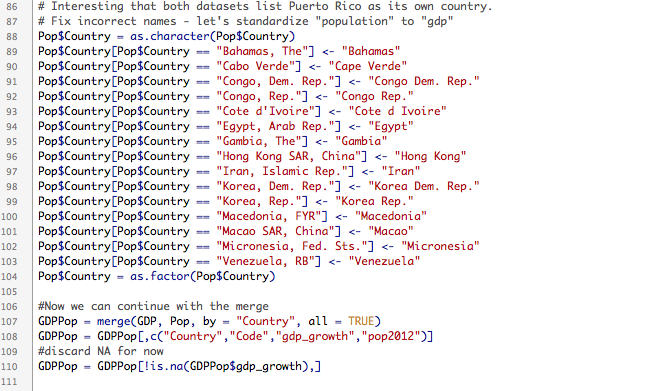 86 # Interesting that both datasets list Puerto Rico as its own country.
87 # Fix incorrect names - let's standardize "population" to "gdp"
88 Pop$Country = as.character(Pop$Country)
89 Pop$Country[Pop$Country == "Bahamas, The"] <- "Bahamas"
90 Pop$Country[Pop$Country == "Cabo Verde"] <- "Cape Verde"
91 Pop$Country[Pop$Country == "Congo, Dem. Rep."] <- "Congo Dem. Rep."
92 Pop$Country[Pop$Country == "Congo, Rep."] <- "Congo Rep."
93 Pop$Country[Pop$Country == "Cote d'Ivoire"] <- "Cote d Ivoire"
94 Pop$Country[Pop$Country == "Egypt, Arab Rep."] <- "Egypt"
95 Pop$Country[Pop$Country == "Gambia, The"] <- "Gambia"
96 Pop$Country[Pop$Country == "Hong Kong SAR, China"] <- "Hong Kong"
97 Pop$Country[Pop$Country == "Iran, Islamic Rep."] <- "Iran"
98 Pop$Country[Pop$Country == "Korea, Dem. Rep."] <- "Korea Dem. Rep."
99 Pop$Country[Pop$Country == "Korea, Rep."] <- "Korea Rep."
100 Pop$Country[Pop$Country == "Macedonia, FYR"] <- "Macedonia"
101 Pop$Country[Pop$Country == "Macao SAR, China"] <- "Macao"
102 Pop$Country[Pop$Country == "Micronesia, Fed. Sts."] <- "Micronesia"
103 Pop$Country[Pop$Country == "Venezuela, RB"] <- "Venezuela"
104 Pop$Country = as.factor(Pop$Country)
105
106 #Now we can continue with the merge
107 GDPPop = merge(GDP, Pop, by = "Country", all = TRUE)
108 GDPPop = GDPPop[,c("Country","Code","gdp_growth","pop2012")]
109 #discard NA for now
110 GDPPop = GDPPop[!is.na(GDPPop$gdp_growth),]
111